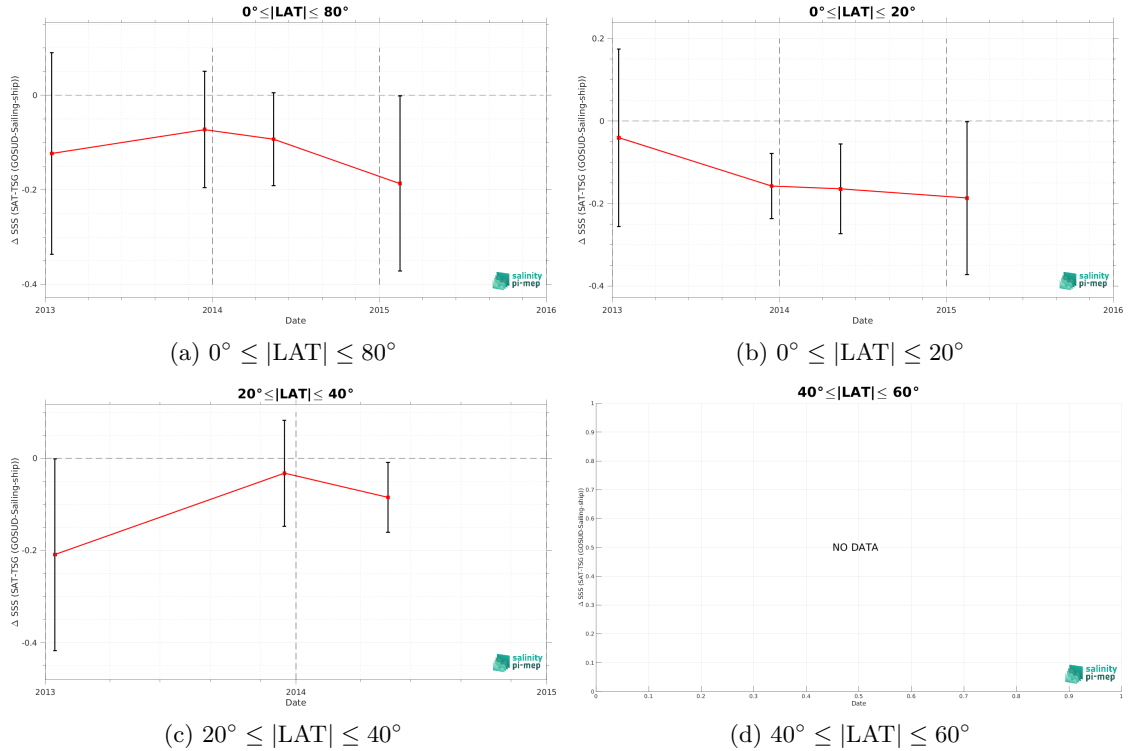 0°≤|LAT|≤ 80°
Δ SSS (SAT-TSG (GOSUD-Sailing-ship))
0
-0.2
-0.4
2013 2014 2015 2016
Date
salinity
pi-mep
(a) 0° ≤ |LAT| ≤ 80°
0°≤|LAT|≤ 20°
Δ SSS (SAT-TSG (GOSUD-Sailing-ship))
0.2
0
-0.2
-0.4
2013 2014 2015 2016
Date
salinity
pi-mep
(b) 0° ≤ |LAT| ≤ 20°
20°≤|LAT|≤ 40°
Δ SSS (SAT-TSG (GOSUD-Sailing-ship))
0
-0.2
-0.4
2013 2014 2015
Date
salinity
pi-mep
(c) 20° ≤ |LAT| ≤ 40°
40°≤|LAT|≤ 60°
Δ SSS (SAT-TSG (GOSUD-Sailing-ship))
1
0.9
0.8
0.7
0.6
0.5
0.4
0.3
0.2
0.1
0
NO DATA
0 0.1 0.2 0.3 0.4 0.5 0.6 0.7 0.8 0.9 1
Date
salinity
pi-mep
(d) 40° ≤ |LAT| ≤ 60°